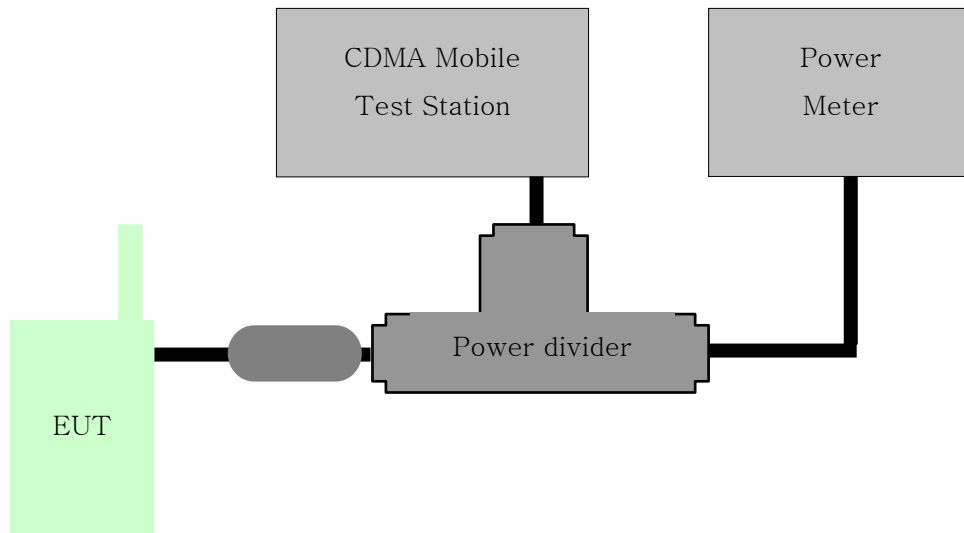 CDMA Mobile
Test Station
Power
Meter
Power divider
EUT